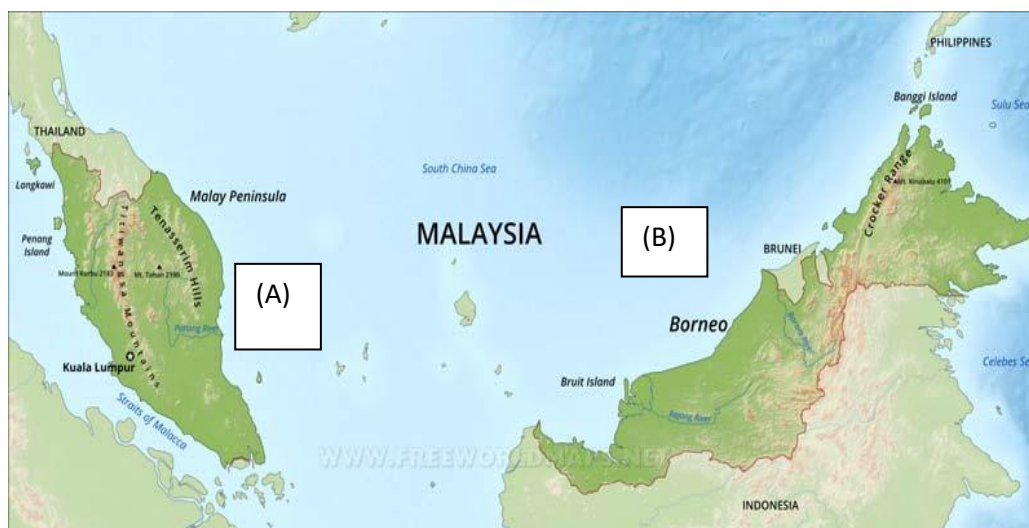 PHILIPPINES
Banggi Island
Sulu Sea
THAILAND
South China Sea
Langkawi
Malay Peninsula
Crocker Range
Mt. Kinabalu 4101
Titiwangsa Mountains
Tenasserim Hills
Penang
Island
MALAYSIA
(B)
BRUNEI
Mount Korbu 2183
Mt. Tahan 2190
(A)
Pahang River
Borneo
Baram River
Kuala Lumpur
Celebes Sea
Bruit Island
Straits of Malacca
Rajang River
WWW.FREEWORLDMAPS.NET
INDONESIA